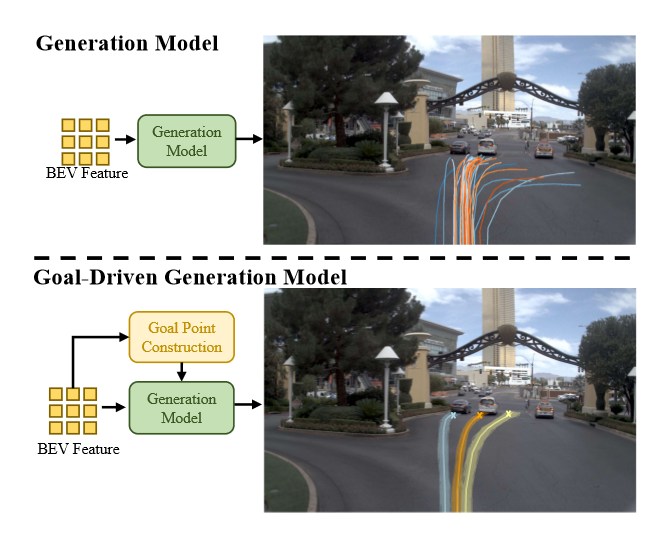 Generation Model
Generation
Model
BEV Feature
Goal-Driven Generation Model
Goal Point
Construction
Generation
Model
BEV Feature